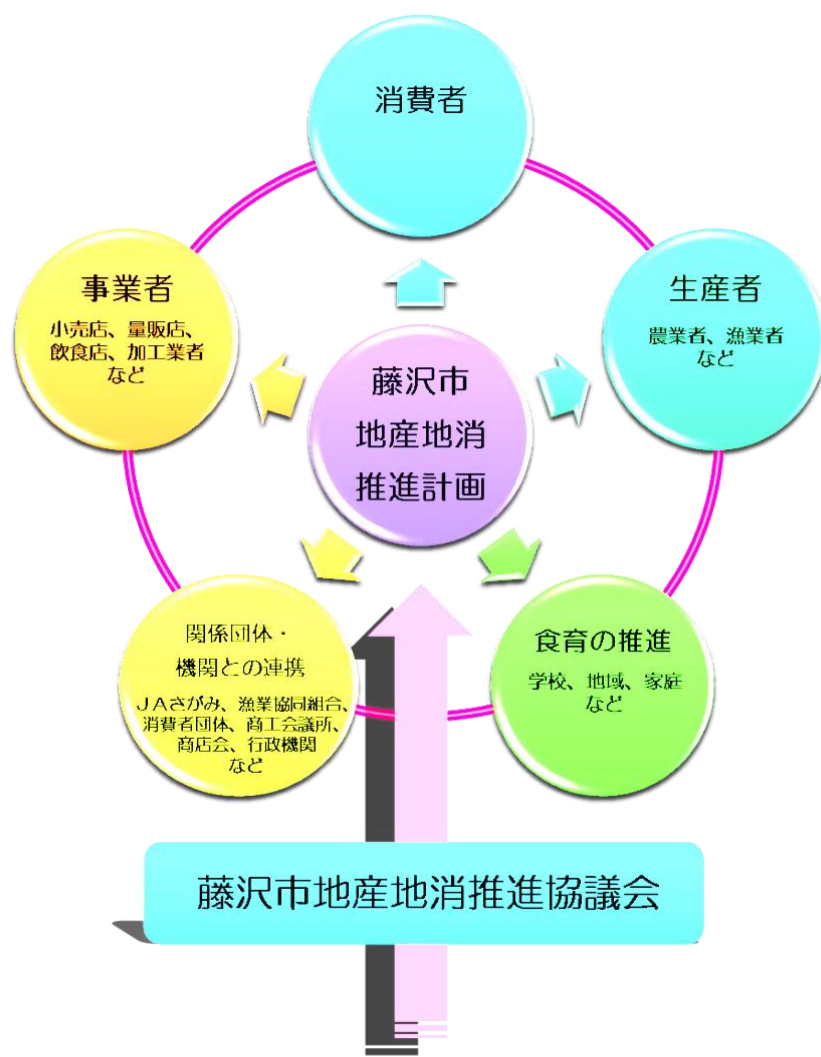 消費者
事業者
小売店、量販店、
飲食店、加工業者
など
生産者
農業者、漁業者
など
藤沢市
地産地消
推進計画
関係団体・
機関との連携
JAさがみ、漁業協同組合、
消費者団体、商工会議所、
商店会、行政機関
など
食育の推進
学校、地域、家庭
など
藤沢市地産地消推進協議会